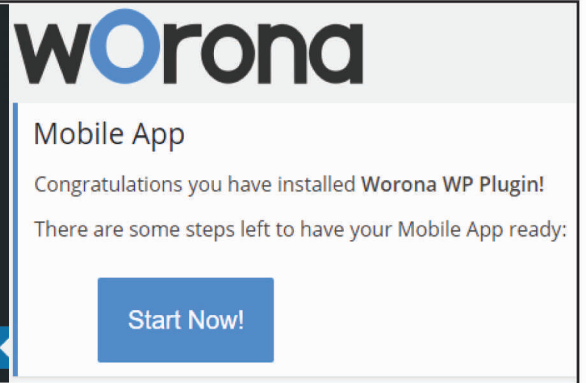 wOrona
Mobile App
Congratulations you have installed Worona WP Plugin!
There are some steps left to have your Mobile App ready:
Start Now!